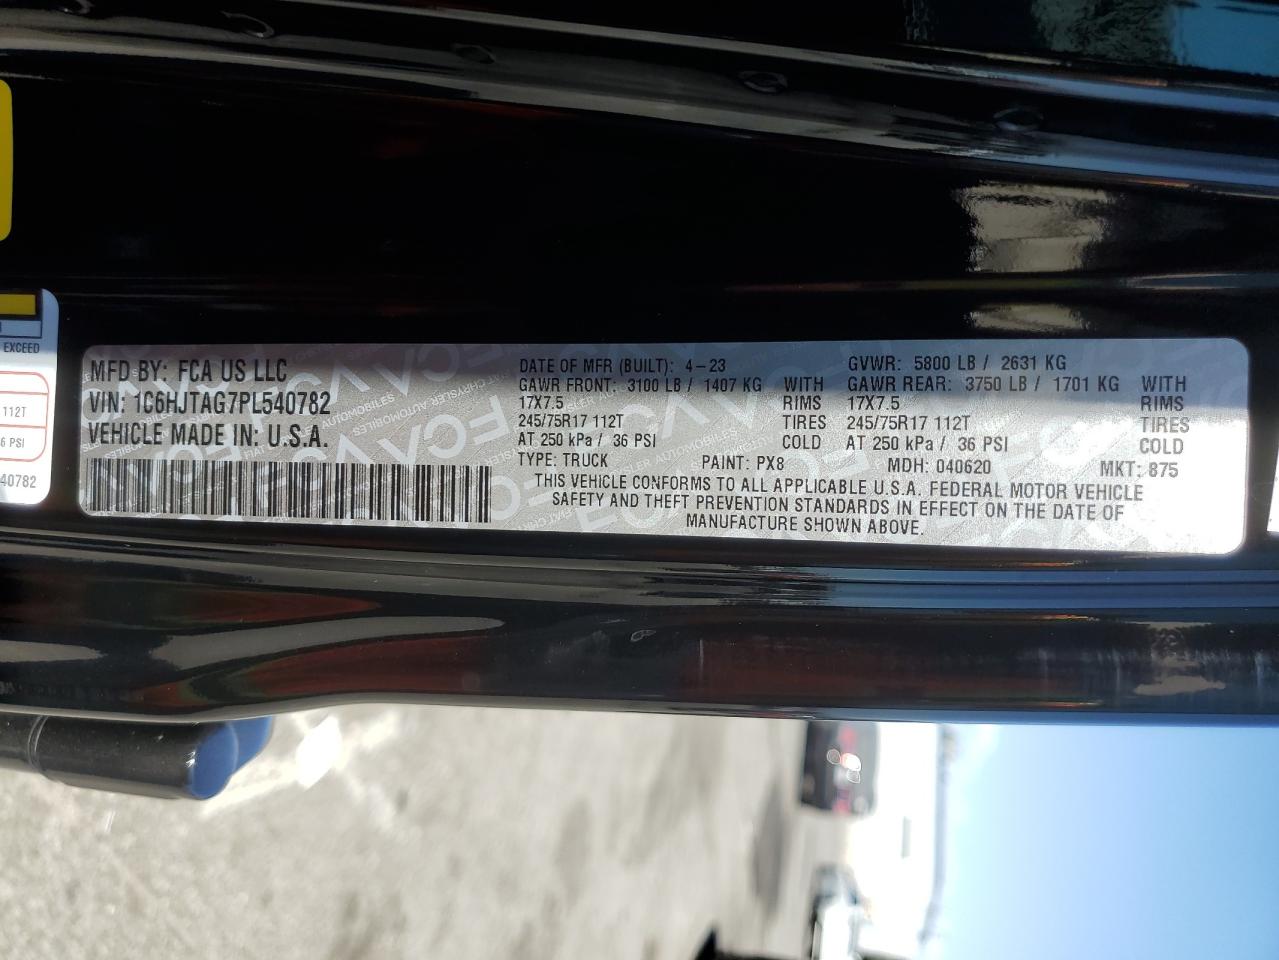 MFD BY: FCA US LLC
VIN: 1C6HJTAG7PL540782
VEHICLE MADE IN: U.S.A.
DATE OF MFR (BUILT): 4-23
GAWR FRONT: 3100 LB / 1407 KG WITH
17X7.5 RIMS
245/75R17 112T TIRES
AT 250 kPa / 36 PSI COLD
GVWR: 5800 LB / 2631 KG
GAWR REAR: 3750 LB / 1701 KG WITH
17X7.5 RIMS
245/75R17 112T TIRES
AT 250 kPa / 36 PSI COLD
TYPE: TRUCK PAINT: PX8 MDH: 040620 MKT: 875
THIS VEHICLE CONFORMS TO ALL APPLICABLE U.S.A. FEDERAL MOTOR VEHICLE
SAFETY AND THEFT PREVENTION STANDARDS IN EFFECT ON THE DATE OF
MANUFACTURE SHOWN ABOVE.
EXCEED
112T
6 PSI
40782